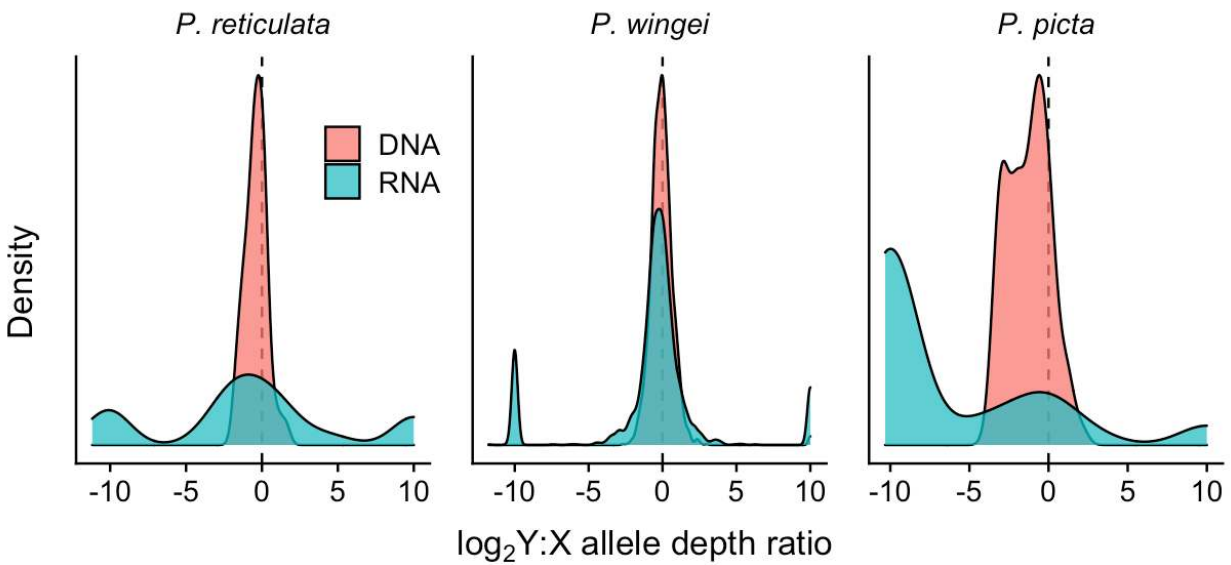 P. reticulata
P. wingei
P. picta
DNA
RNA
Density
-10 -5 0 5 10
-10 -5 0 5 10
-10 -5 0 5 10
log₂Y:X allele depth ratio